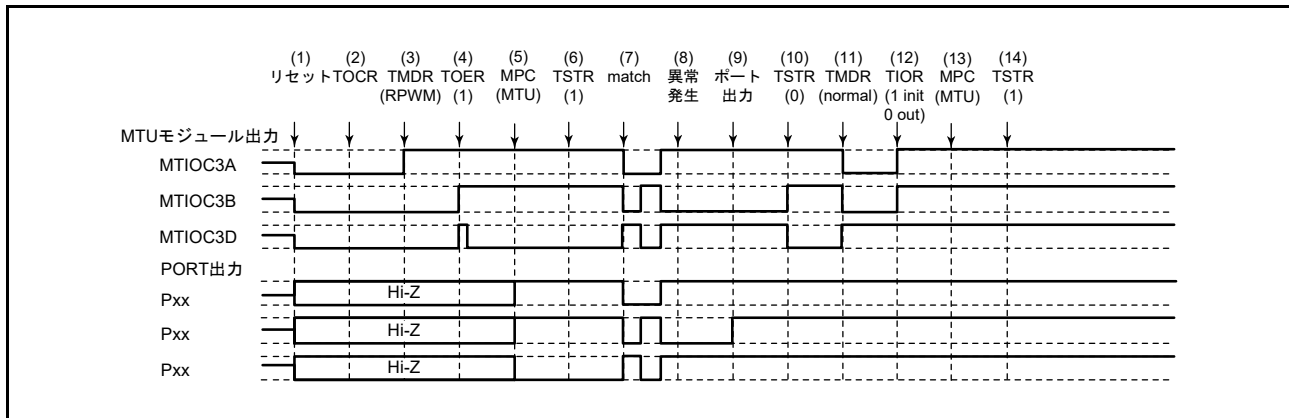 (1) (2) (3) (4) (5) (6) (7) (8) (9) (10) (11) (12) (13) (14)
リセット TOCR TMDR TOER MPC TSTR match 異常 ポート TSTR TMDR TIOR MPC TSTR
(RPWM) (1) (MTU) (1) 発生 出力 (0) (normal) (1 init (MTU) (1)
0 out)
MTUモジュール出力
MTIOC3A
MTIOC3B
MTIOC3D
PORT出力
Pxx Hi-Z
Pxx Hi-Z
Pxx Hi-Z